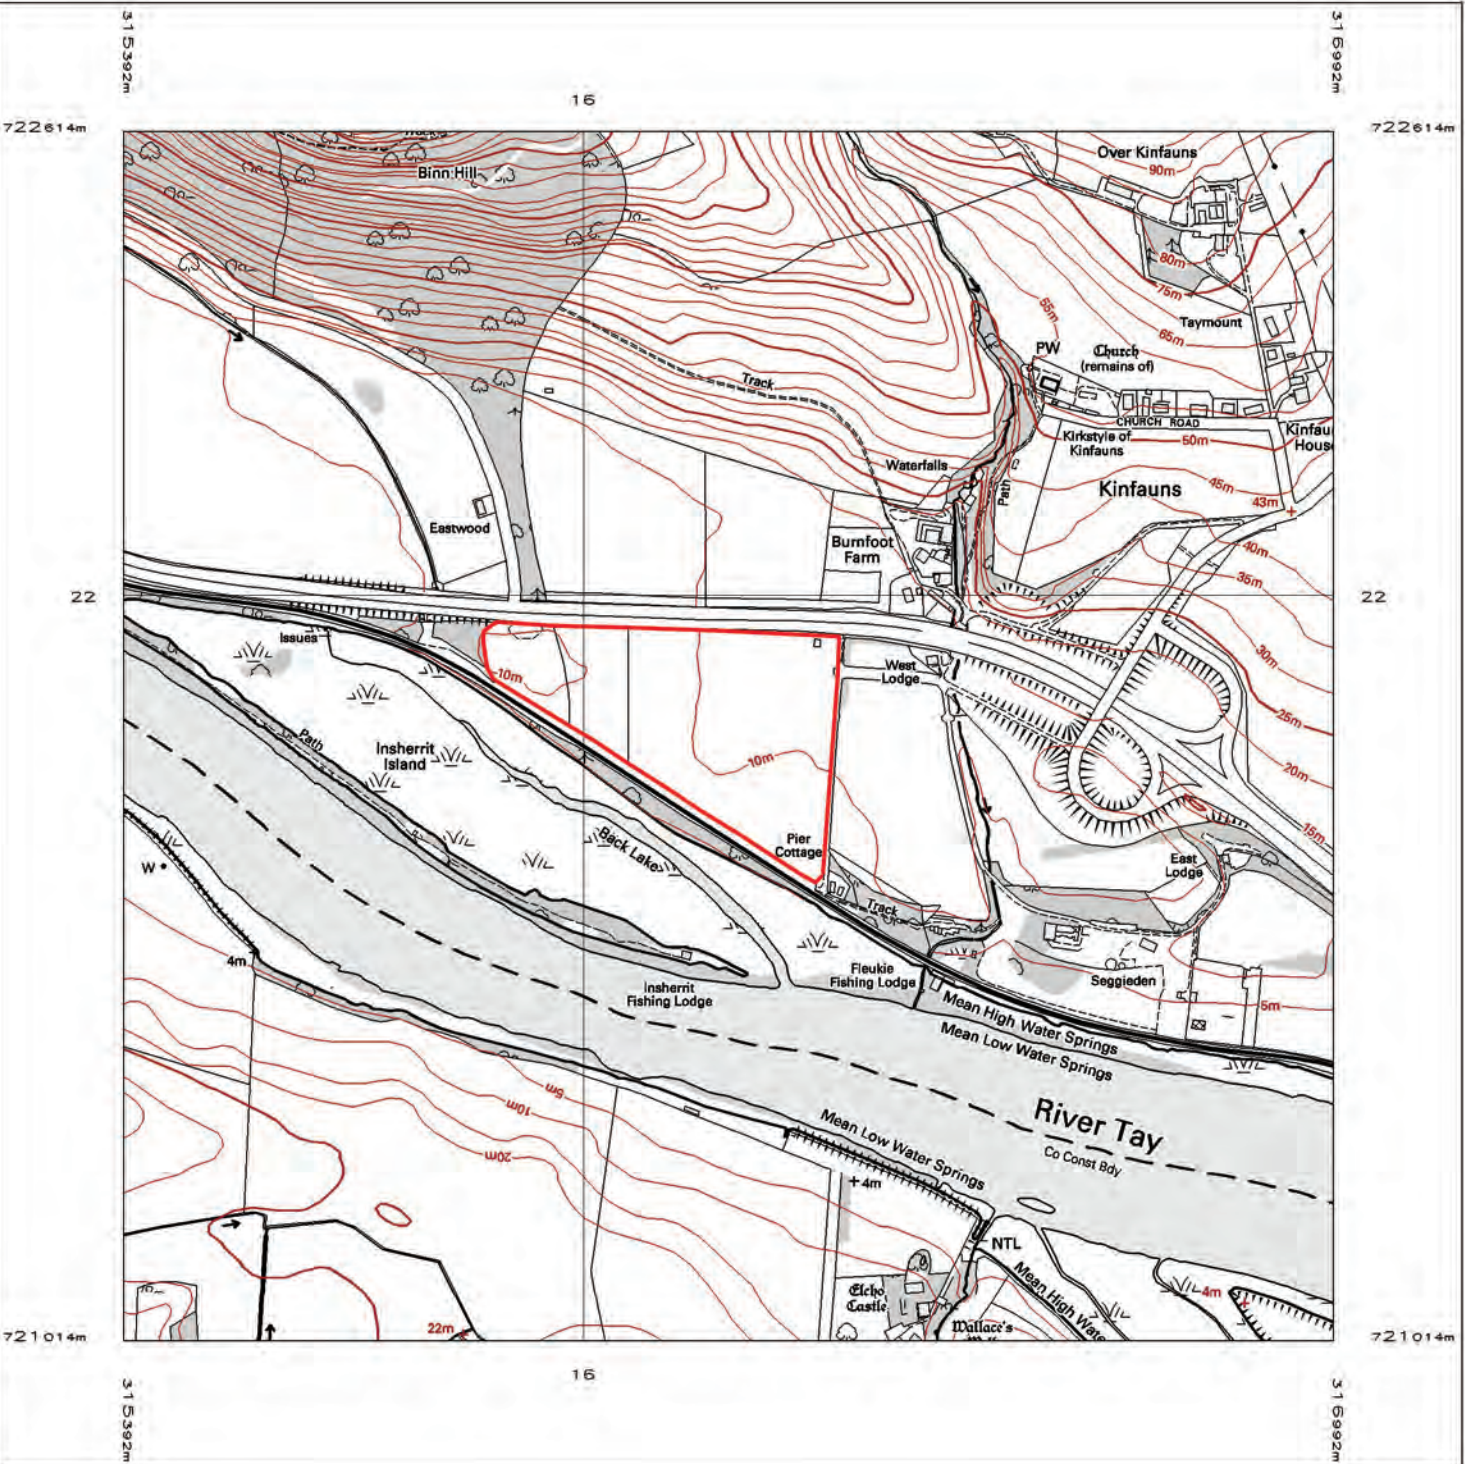 315392m
316992m
16
722614m
722614m
Over Kinfauns
90m
Binn Hill
80m
75m
55m
Taymount
65m
PW
Church
(remains of)
Track
CHURCH ROAD
Kirkstyle of
Kinfauns
50m
Waterfalls
Path
Kinfauns
45m
43m
Eastwood
Burnfoot
Farm
40m
35m
22
22
Issues
30m
10m
West
Lodge
25m
Path
Insherrit
Island
10m
20m
15m
Back Lake
Pier
Cottage
W
East
Lodge
Track
4m
Fleukie
Fishing Lodge
Insherrit
Fishing Lodge
Seggieden
5m
Mean High Water Springs
Mean Low Water Springs
5m
10m
20m
River Tay
Co Const Bdy
Mean Low Water Springs
4m
NTL
Elcho
Castle
Mean High Wate
4m
22m
Wallace's
721014m
721014m
16
315392m
316992m